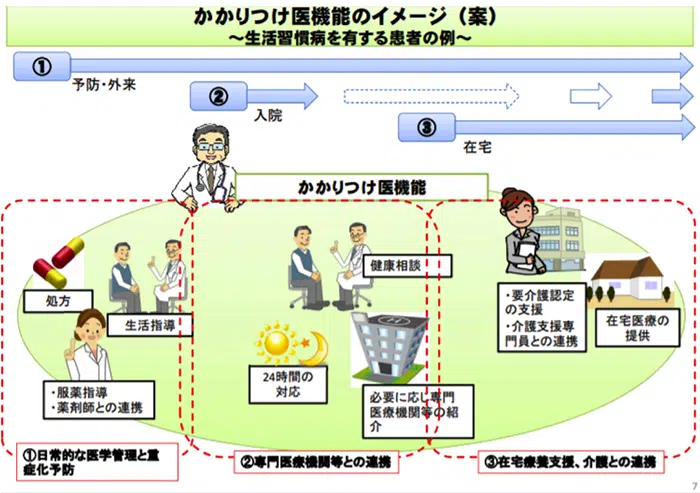 かかりつけ医機能のイメージ（案）
～生活習慣病を有する患者の例～
①
予防・外来
②
入院
③
在宅
かかりつけ医機能
処方
生活指導
・服薬指導
・薬剤師との連携
健康相談
24時間の
対応
必要に応じ専門
医療機関等の紹
介
・要介護認定
の支援
・介護支援専
門員との連携
在宅医療の
提供
①日常的な医学管理と重
症化予防
②専門医療機関等との連携
③在宅療養支援、介護との連携
7